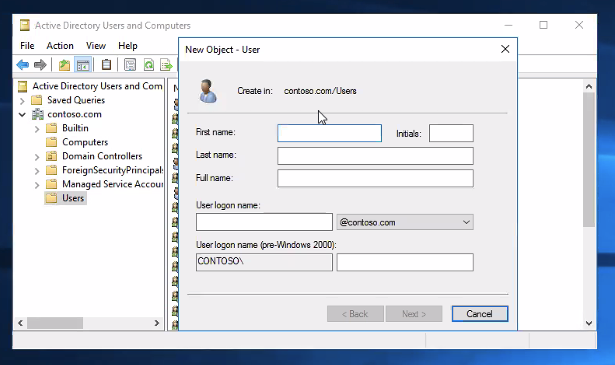 Active Directory Users and Computers
File Action View Help
Active Directory Users and Com
Saved Queries
contoso.com
Builtin
Computers
Domain Controllers
ForeignSecurityPrincipals
Managed Service Accou
Users
New Object - User
Create in: contoso.com/Users
First name: Initials:
Last name:
Full name:
User logon name:
@contoso.com
User logon name (pre-Windows 2000):
CONTOSO\
< Back Next > Cancel